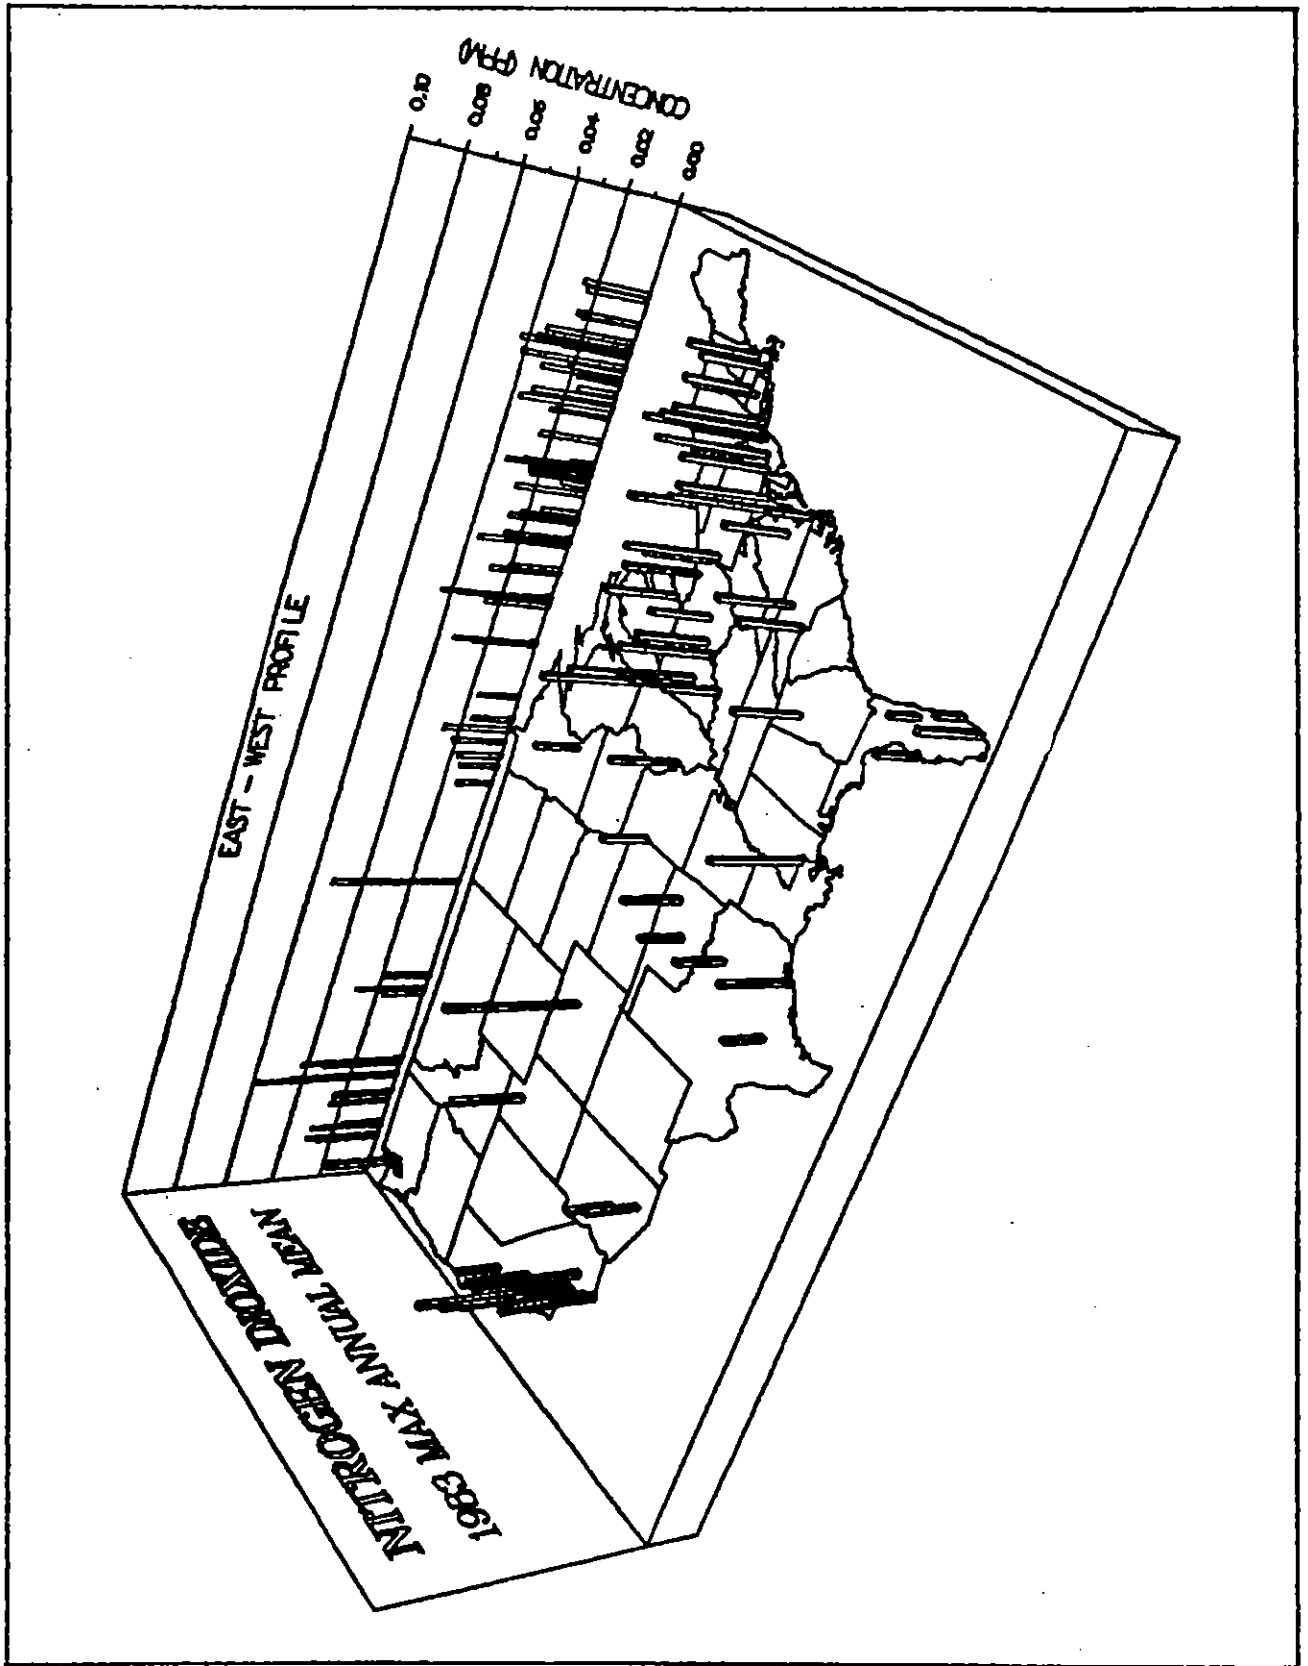 NITROGEN DIOXIDE
1983 MAX ANNUAL MEAN
EAST - WEST PROFILE
CONCENTRATION (PPM)
0.10
0.08
0.06
0.04
0.02
0.00